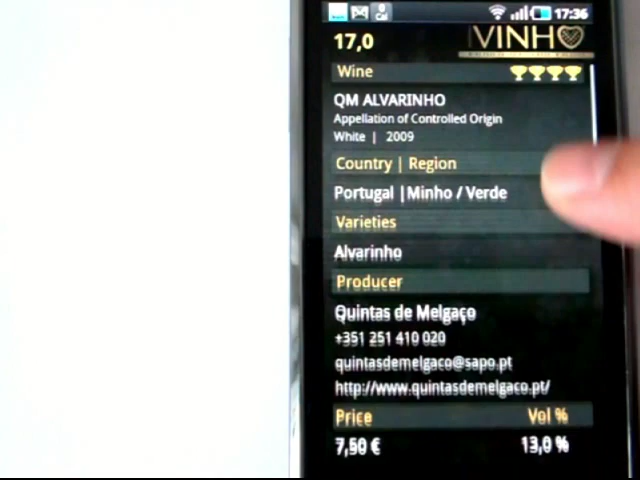 0
Cal
17:36
17,0
VINHO
Wine
QM ALVARINHO
Appellation of Controlled Origin
White | 2009
Country | Region
Portugal |Minho / Verde
Varieties
Alvarinho
Producer
Quintas de Melgaço
+351 251 410 020
quintasdemelgaco@sapo.pt
http://www.quintasdemelgaco.pt/
Price Vol %
7,50 € 13,0 %